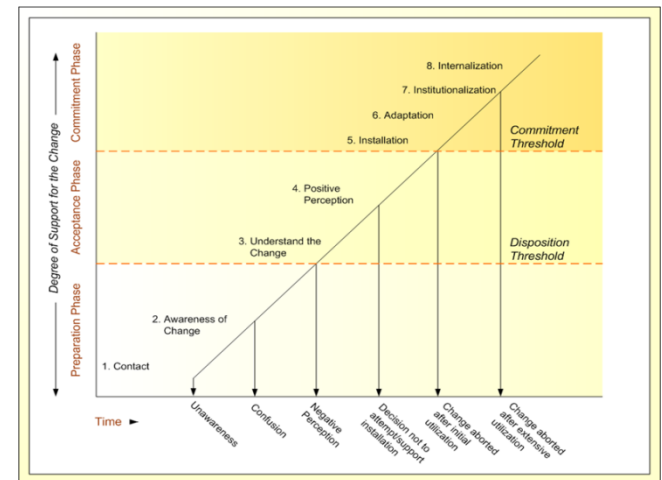 Degree of Support for the Change
Commitment Phase
Acceptance Phase
Preparation Phase
8. Internalization
7. Institutionalization
6. Adaptation
5. Installation
Commitment
Threshold
4. Positive
Perception
3. Understand the
Change
Disposition
Threshold
2. Awareness of
Change
1. Contact
Time
Unawareness
Confusion
Negative
Perception
Decision not to
attempt/support
installation
Change aborted
after initial
utilization
Change aborted
after extensive
utilization